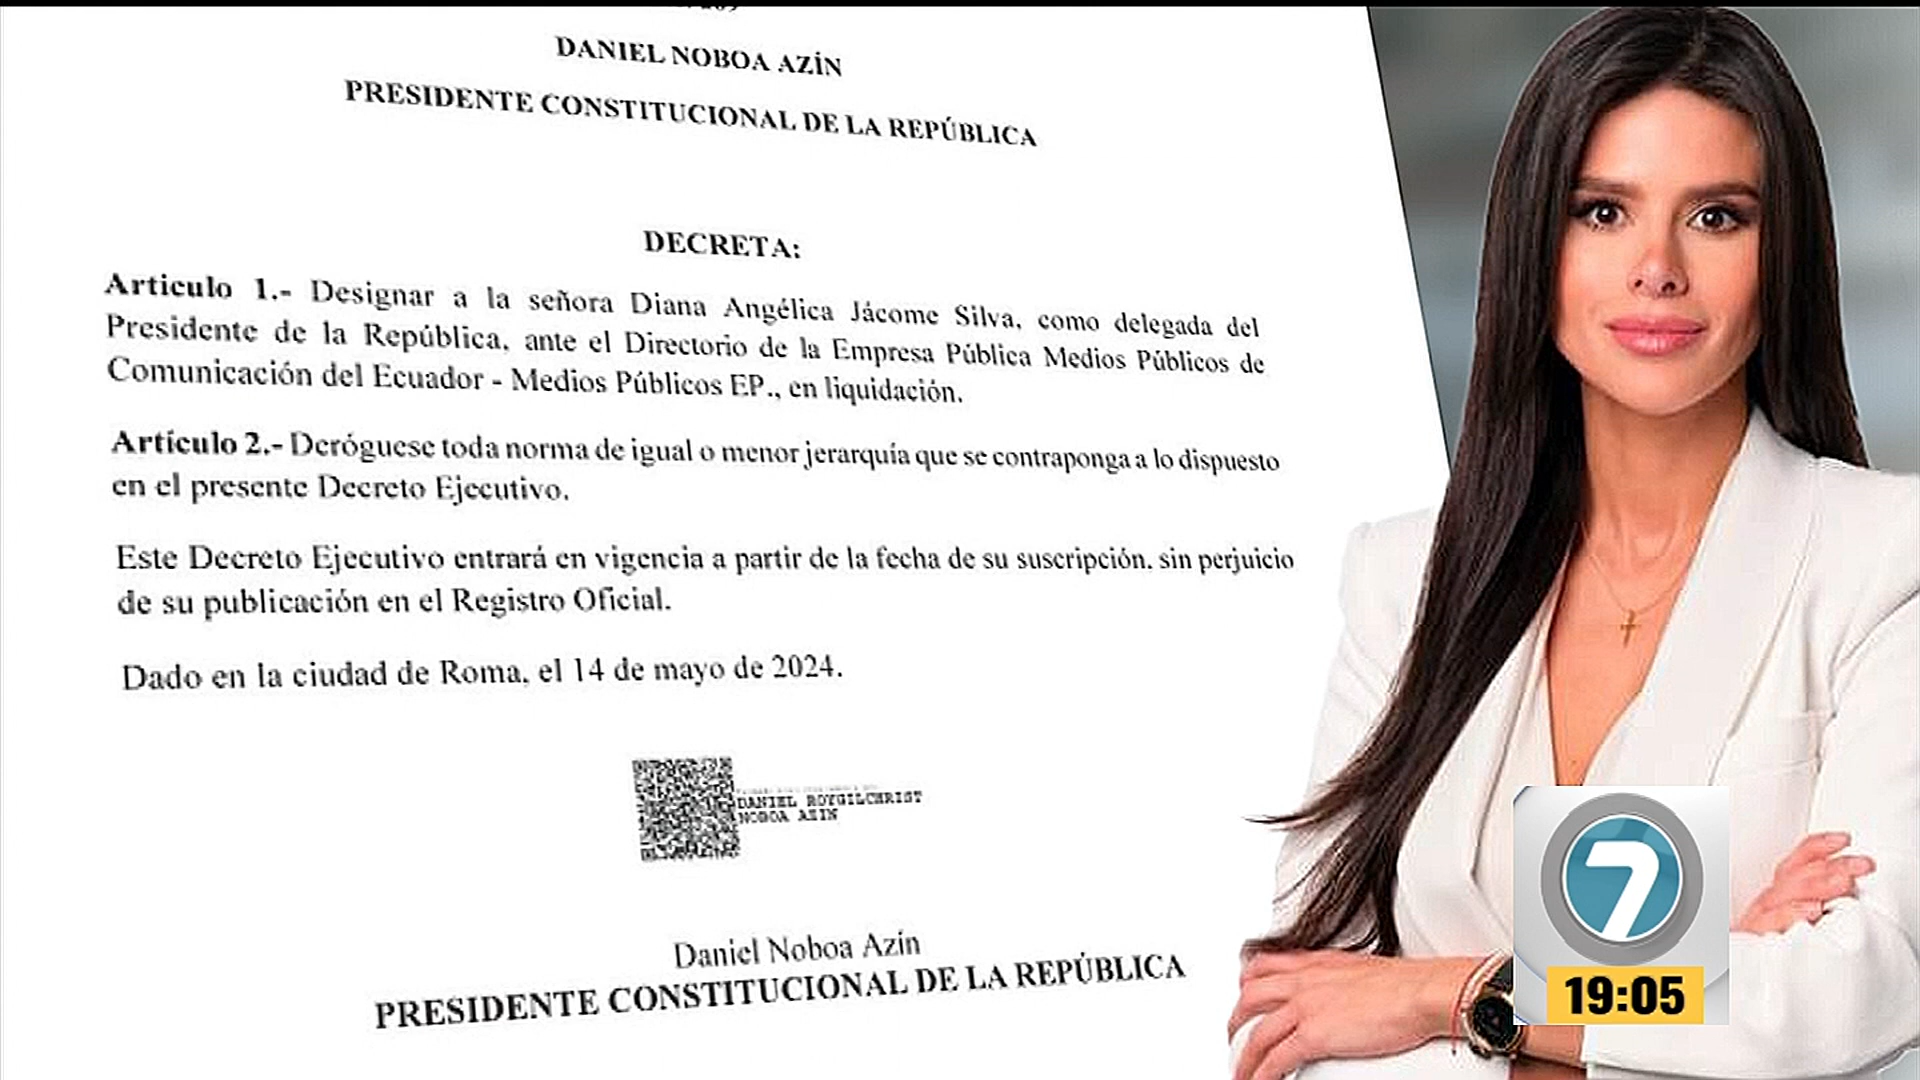 DANIEL NOBOA AZÍN
PRESIDENTE CONSTITUCIONAL DE LA REPÚBLICA
DECRETA:
Articulo 1.- Designar a la señora Diana Angélica Jácome Silva, como delegada del
Presidente de la República, ante el Directorio de la Empresa Pública Medios Públicos de
Comunicación del Ecuador - Medios Públicos EP., en liquidación.
Artículo 2.- Deróguese toda norma de igual o menor jerarquía que se contraponga a lo dispuesto
en el presente Decreto Ejecutivo.
Este Decreto Ejecutivo entrará en vigencia a partir de la fecha de su suscripción, sin perjuicio
de su publicación en el Registro Oficial.
Dado en la ciudad de Roma, el 14 de mayo de 2024.
DANIEL ROYGILCHRIST
NOBOA AZIN
Daniel Noboa Azín
PRESIDENTE CONSTITUCIONAL DE LA REPÚBLICA
7
19:05